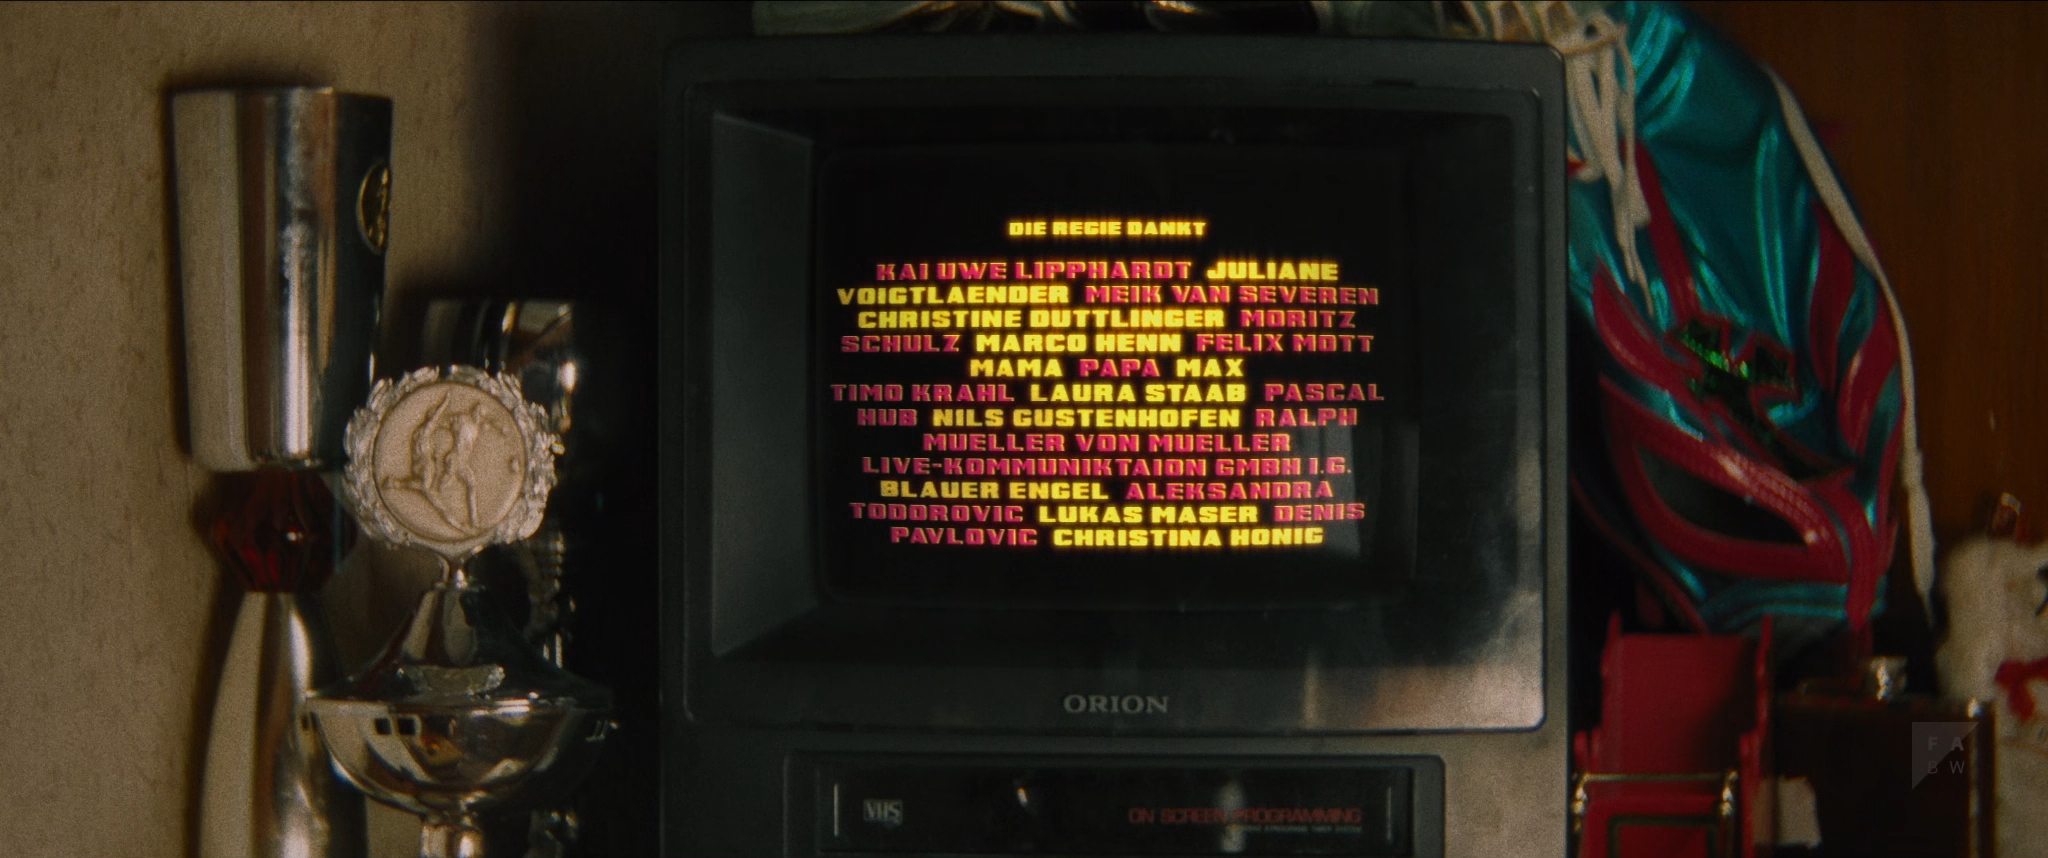 DIE REGIE DANKT
KAI UWE LIPPHARDT JULIANE
VOIGTLAENDER MEIK VAN SEVEREN
CHRISTINE DUTTLINGER MORITZ
SCHULZ MARCO HENN FELIX MOTT
MAMA PAPA MAX
TIMO KRAHL LAURA STAAB PASCAL
HUB NILS GUSTENHOFEN RALPH
MUELLER VON MUELLER
LIVE-KOMMUNIKTAION GMBH I.G.
BLAUER ENGEL ALEKSANDRA
TODOROVIC LUKAS MASER DENIS
PAVLOVIC CHRISTINA HONIG
ORION
VHS
ON SCREEN PROGRAMMING
FA
BW